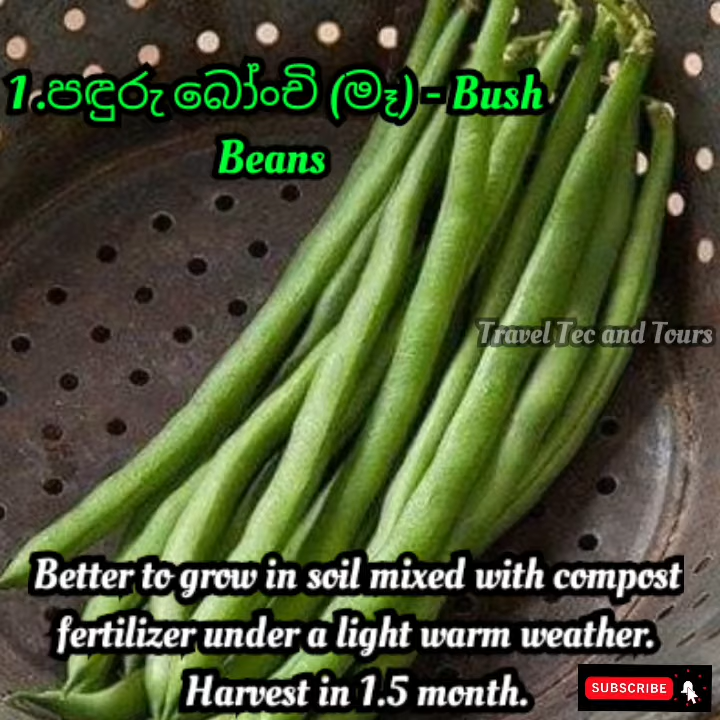 1.පඳුරු බෝංචි (මෑ) - Bush
Beans
Travel Tec and Tours
Better to grow in soil mixed with compost
fertilizer under a light warm weather.
Harvest in 1.5 month.
SUBSCRIBE